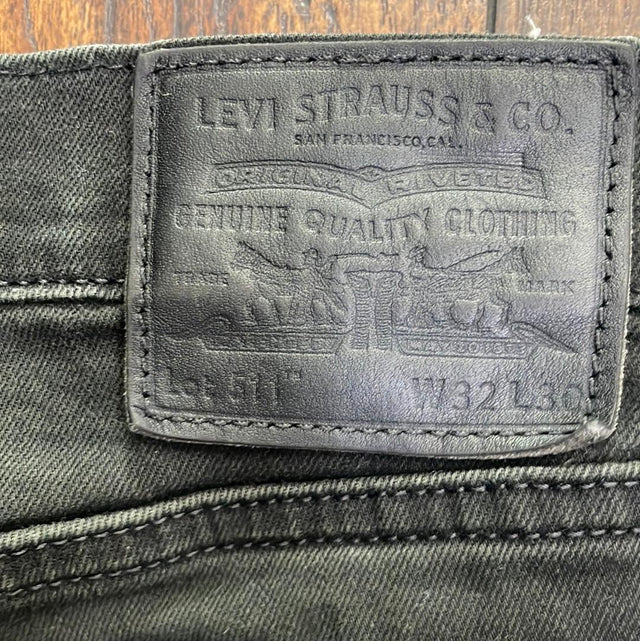 LEVI STRAUSS & CO.
SAN FRANCISCO, CAL.
ORIGINAL RIVETED
GENUINE QUALITY CLOTHING
TRADE MARK
Lot 511™ W32 L30